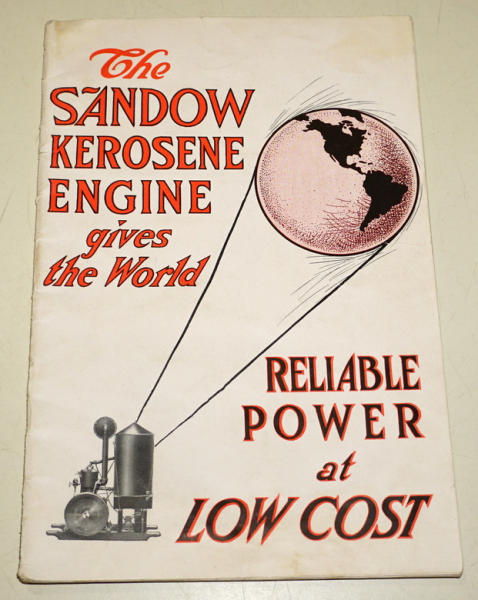 The
SANDOW
KEROSENE
ENGINE
gives
the World
RELIABLE
POWER
at
LOW COST